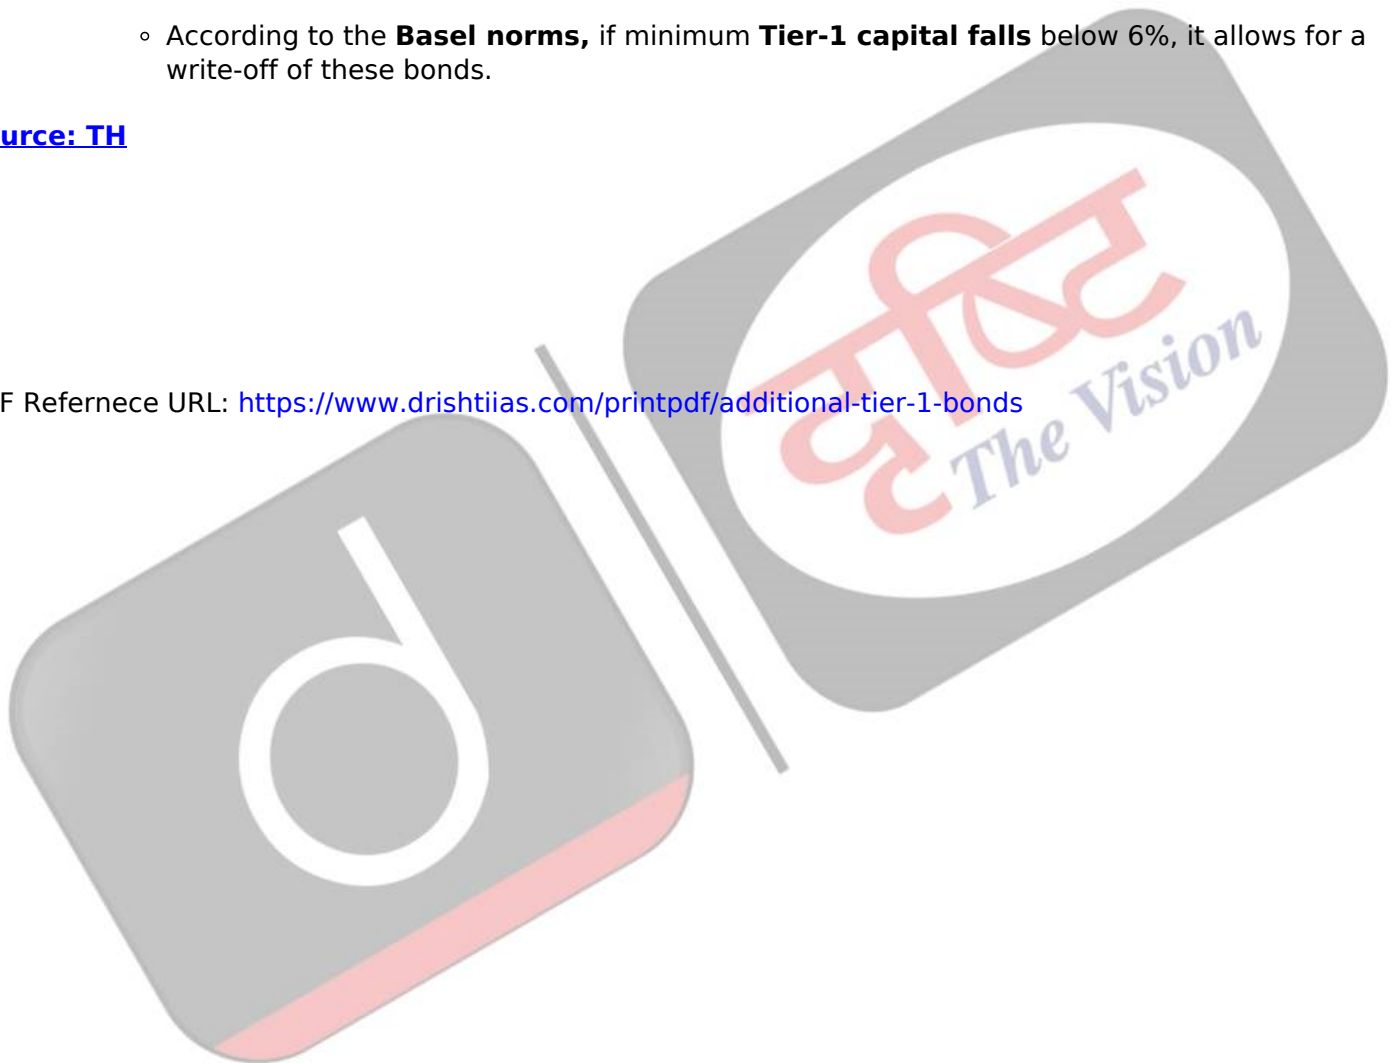 ◦ According to the Basel norms, if minimum Tier-1 capital falls below 6%, it allows for a
write-off of these bonds.
urce: TH
F Refernece URL: https://www.drishtiias.com/printpdf/additional-tier-1-bonds
दृष्टि
The Vision
d